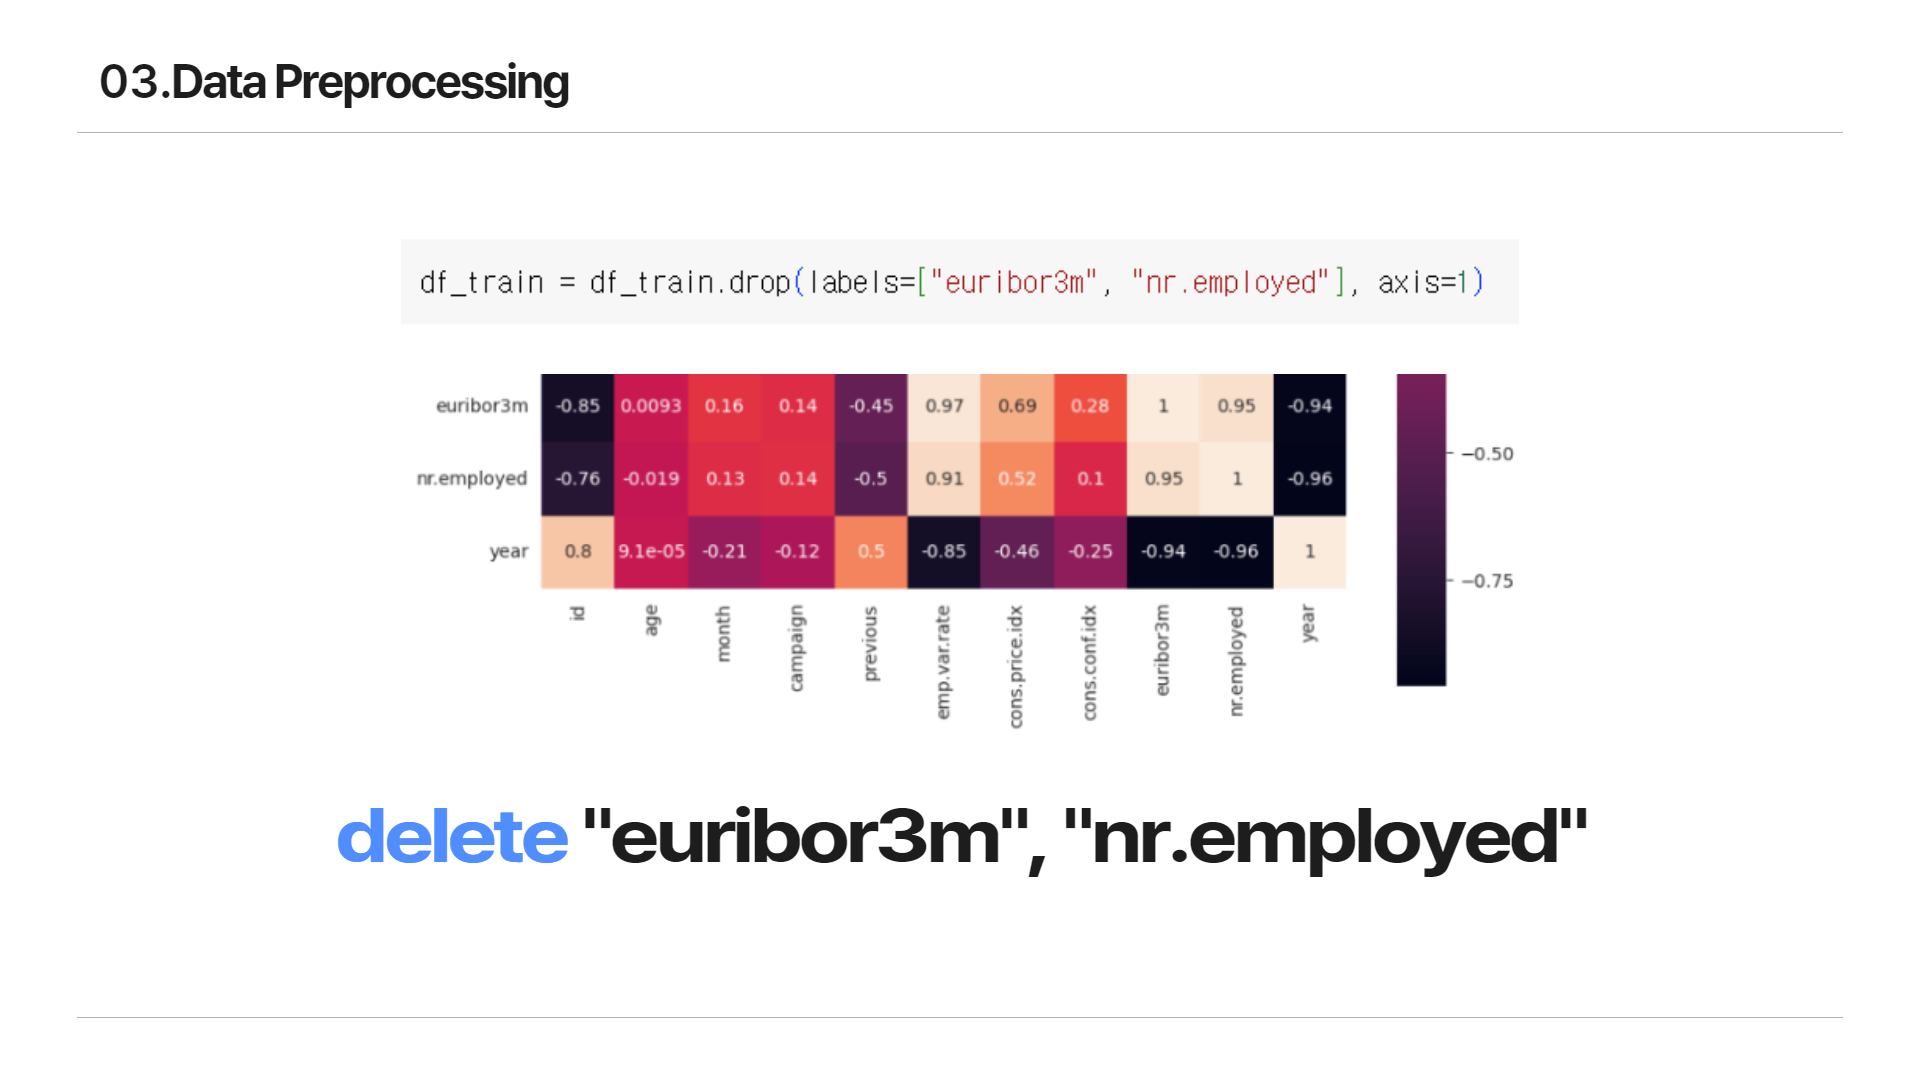 03.Data Preprocessing
df_train = df_train.drop(labels=["euribor3m", "nr.employed"], axis=1)
euribor3m -0.85 0.0093 0.16 0.14 -0.45 0.97 0.69 0.28 1 0.95 -0.94
−0.50
nr.employed -0.76 -0.019 0.13 0.14 -0.5 0.91 0.52 0.1 0.95 1 -0.96
year 0.8 9.1e-05 -0.21 -0.12 0.5 -0.85 -0.46 -0.25 -0.94 -0.96 1
−0.75
id age month campaign previous emp.var.rate cons.price.idx cons.conf.idx euribor3m nr.employed year
delete "euribor3m", "nr.employed"